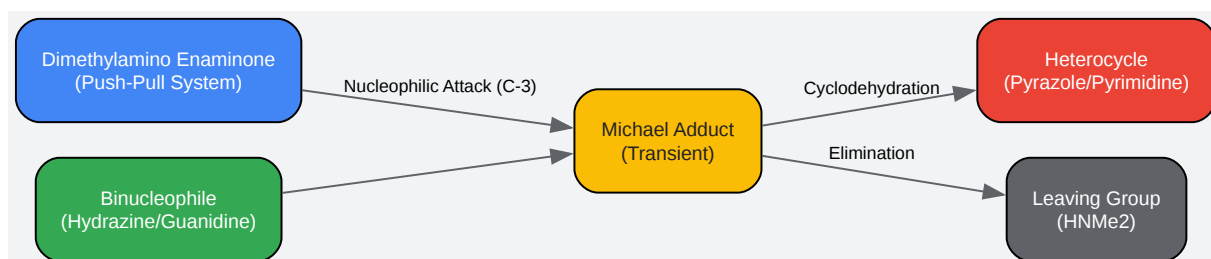 Dimethylamino Enaminone
(Push-Pull System)
Nucleophilic Attack (C-3)
Binucleophile
(Hydrazine/Guanidine)
Michael Adduct
(Transient)
Cyclodehydration
Elimination
Heterocycle
(Pyrazole/Pyrimidine)
Leaving Group
(HNMe2)